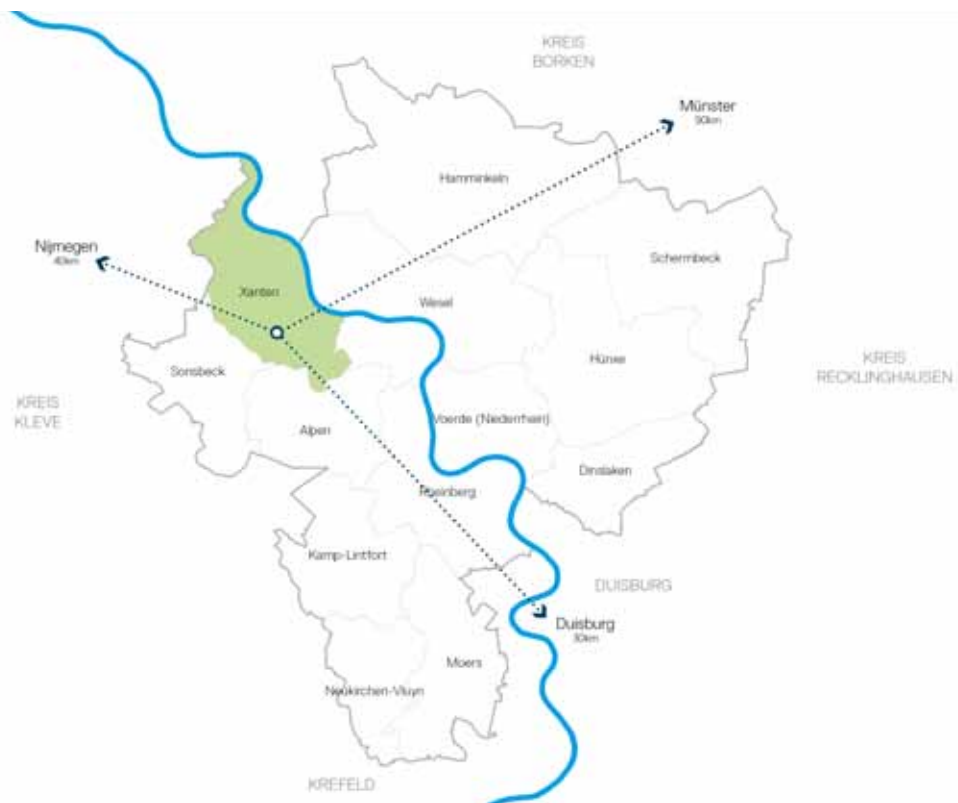 KREIS
BORKEN
Münster
90km
Hamminkeln
Nijmegen
40km
Schermbeck
Xanten
Wesel
Hünxe
KREIS
RECKLINGHAUSEN
Sonsbeck
KREIS
KLEVE
Alpen
Voerde (Niederrhein)
Dinslaken
Rheinberg
Kamp-Lintfort
DUISBURG
Duisburg
30km
Moers
Neukirchen-Vluyn
KREFELD